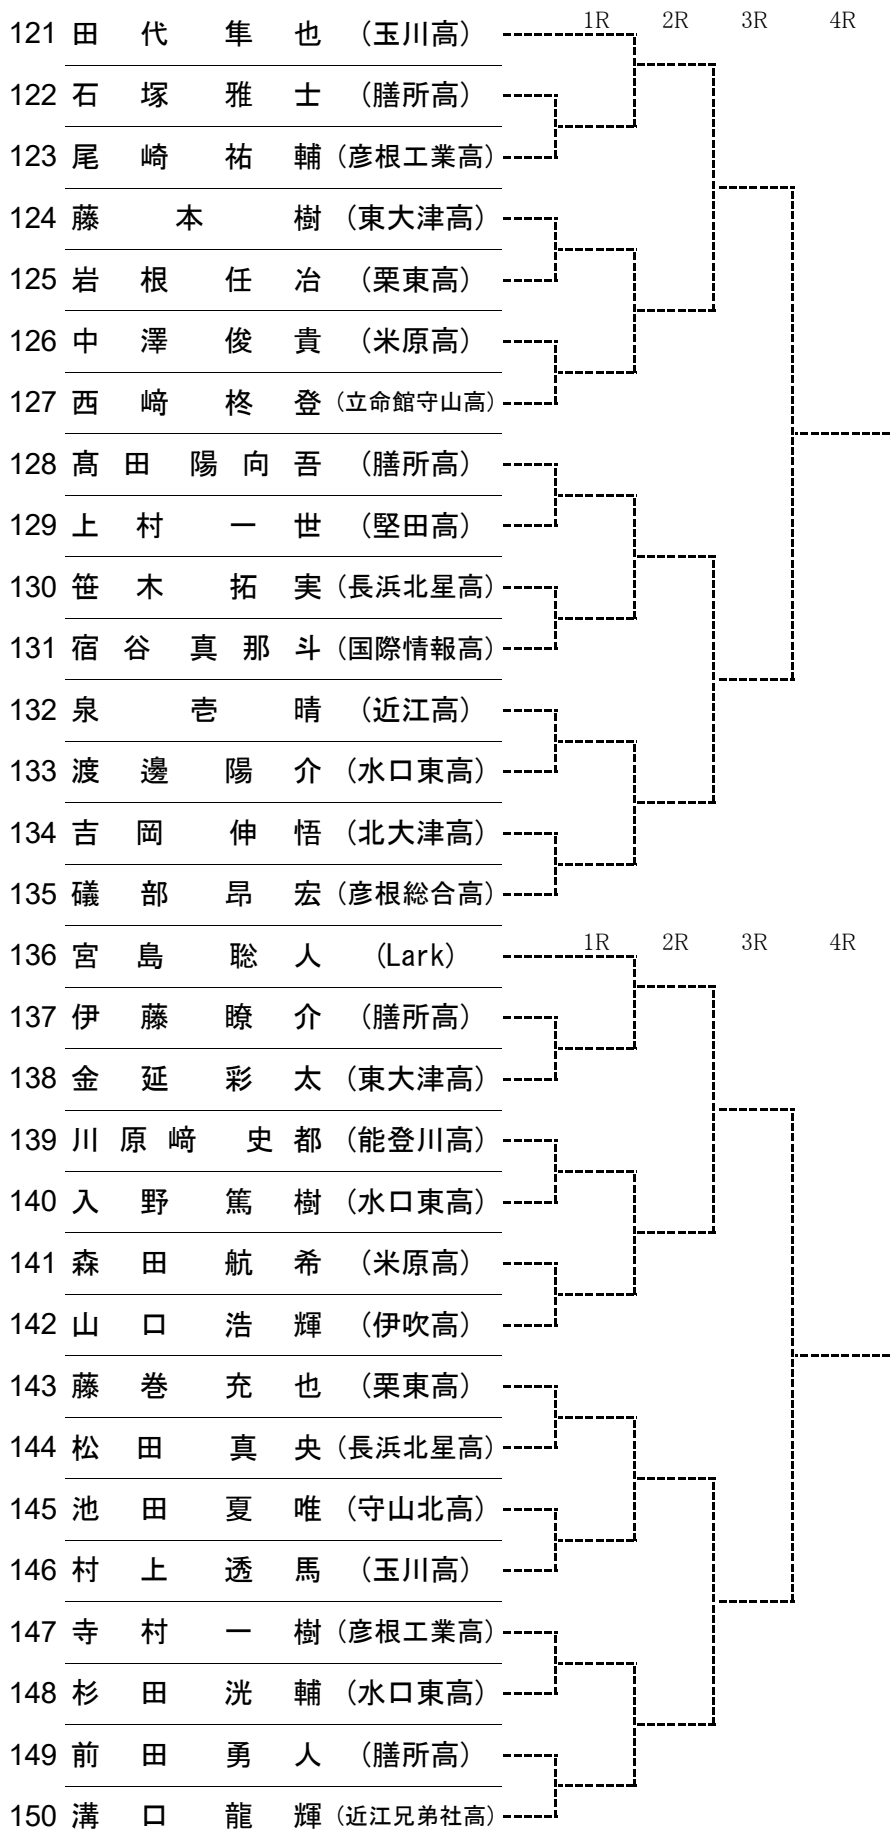 1R 2R 3R 4R
121 田代隼也 (玉川高)
122 石塚雅士 (膳所高)
123 尾崎祐輔 (彦根工業高)
124 藤本樹 (東大津高)
125 岩根任冶 (栗東高)
126 中澤俊貴 (米原高)
127 西﨑柊登 (立命館守山高)
128 髙田陽向吾 (膳所高)
129 上村一世 (堅田高)
130 笹木拓実 (長浜北星高)
131 宿谷真那斗 (国際情報高)
132 泉壱晴 (近江高)
133 渡邊陽介 (水口東高)
134 吉岡伸悟 (北大津高)
135 礒部昂宏 (彦根総合高)
1R 2R 3R 4R
136 宮島聡人 (Lark)
137 伊藤瞭介 (膳所高)
138 金延彩太 (東大津高)
139 川原﨑史都 (能登川高)
140 入野篤樹 (水口東高)
141 森田航希 (米原高)
142 山口浩輝 (伊吹高)
143 藤巻充也 (栗東高)
144 松田真央 (長浜北星高)
145 池田夏唯 (守山北高)
146 村上透馬 (玉川高)
147 寺村一樹 (彦根工業高)
148 杉田洸輔 (水口東高)
149 前田勇人 (膳所高)
150 溝口龍輝 (近江兄弟社高)